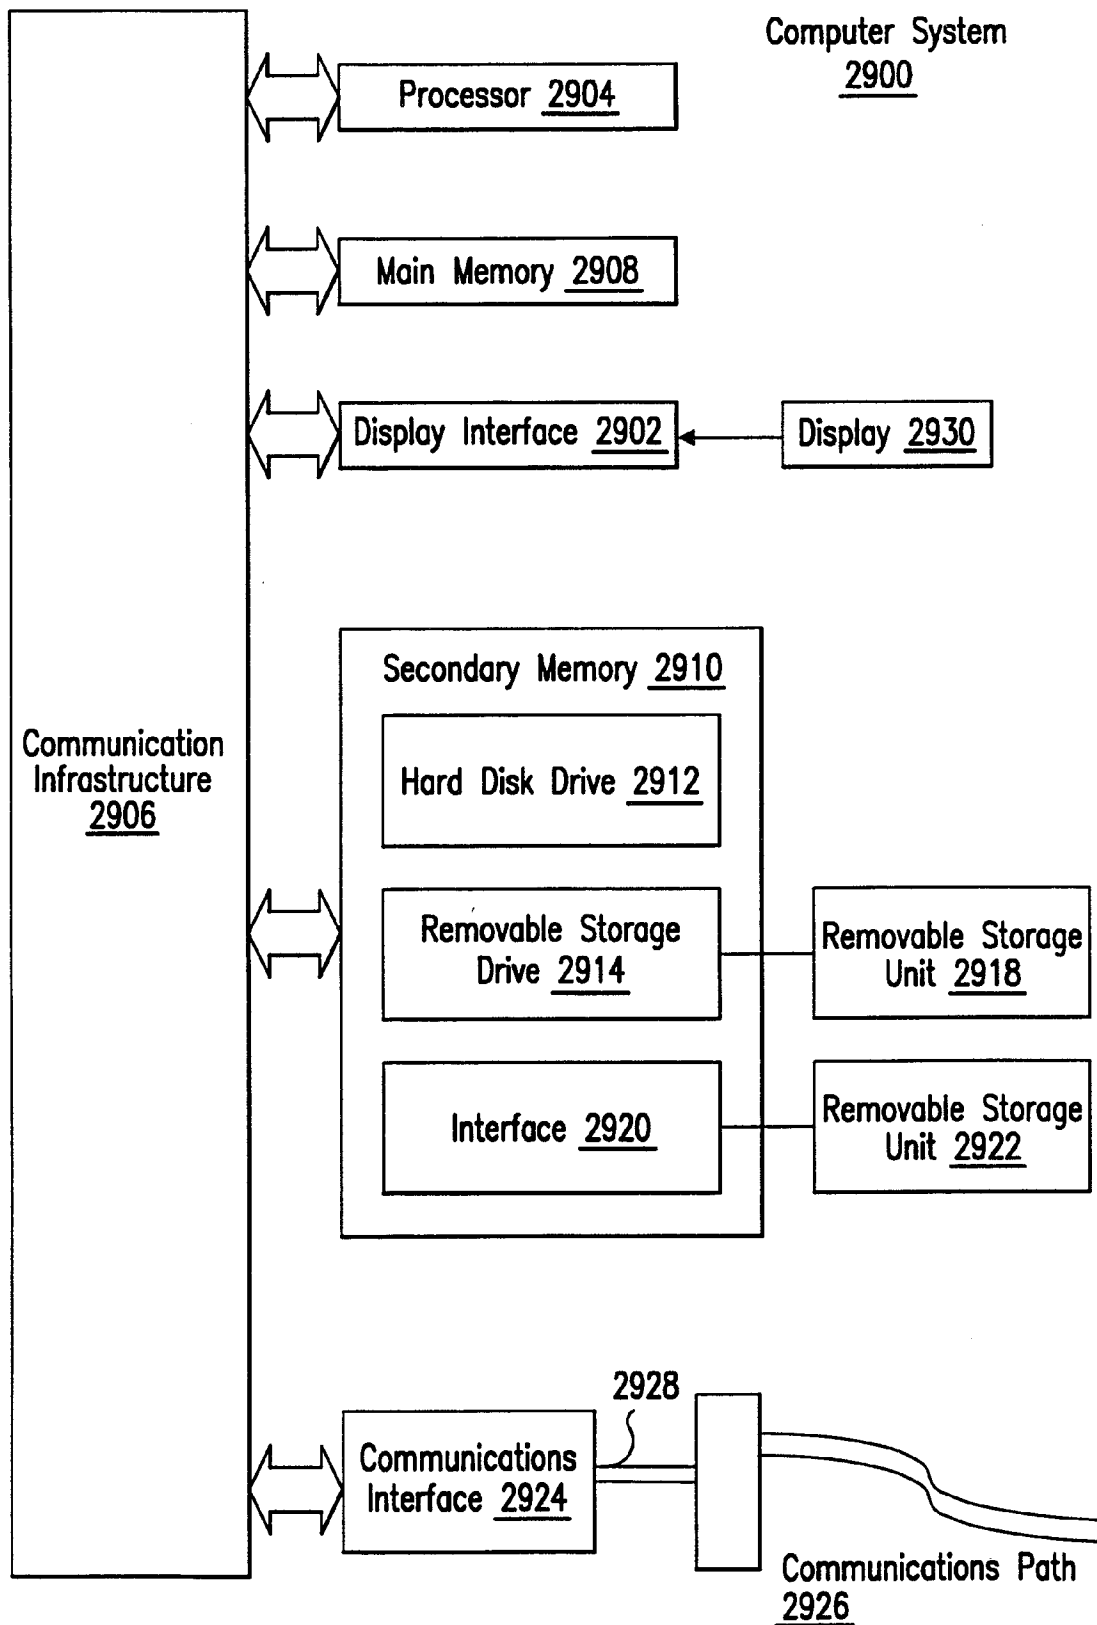 Computer System
2900
Processor 2904
Main Memory 2908
Display Interface 2902
Display 2930
Secondary Memory 2910
Hard Disk Drive 2912
Communication
Infrastructure
2906
Removable Storage
Drive 2914
Removable Storage
Unit 2918
Interface 2920
Removable Storage
Unit 2922
2928
Communications
Interface 2924
Communications Path
2926